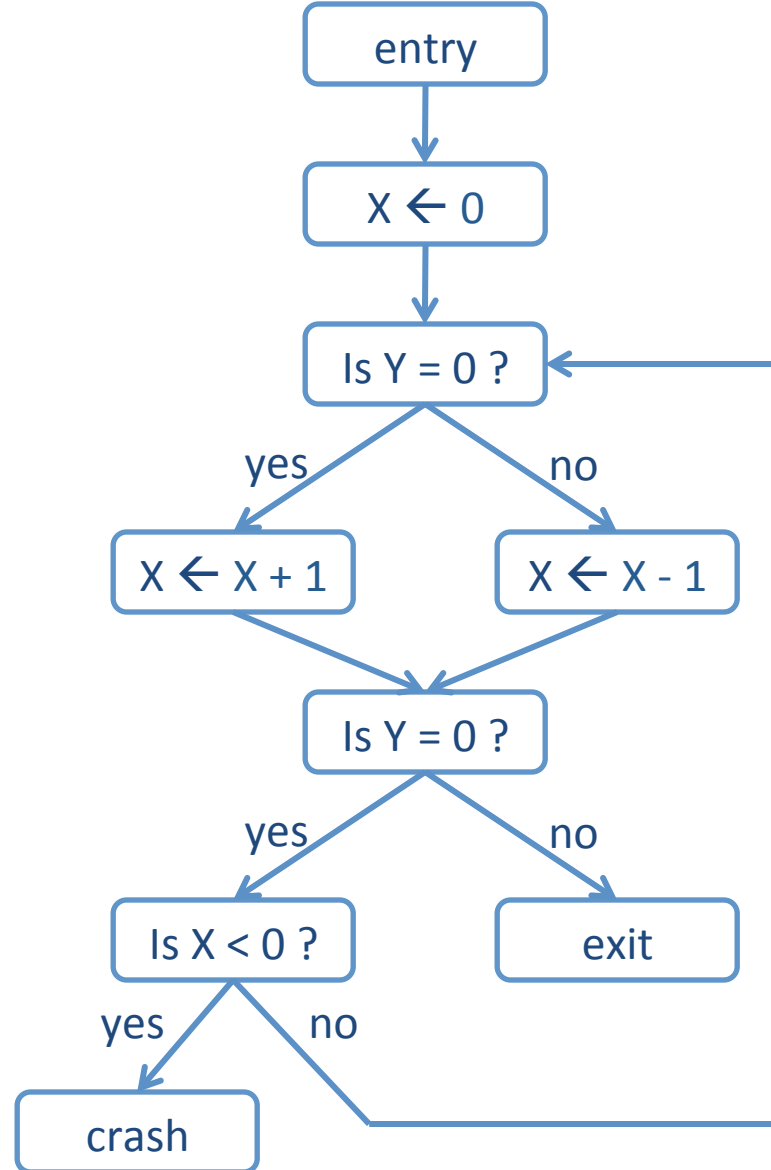 entry
X ← 0
Is Y = 0 ?
yes
no
X ← X + 1
X ← X - 1
Is Y = 0 ?
yes
no
Is X < 0 ?
exit
yes
no
crash